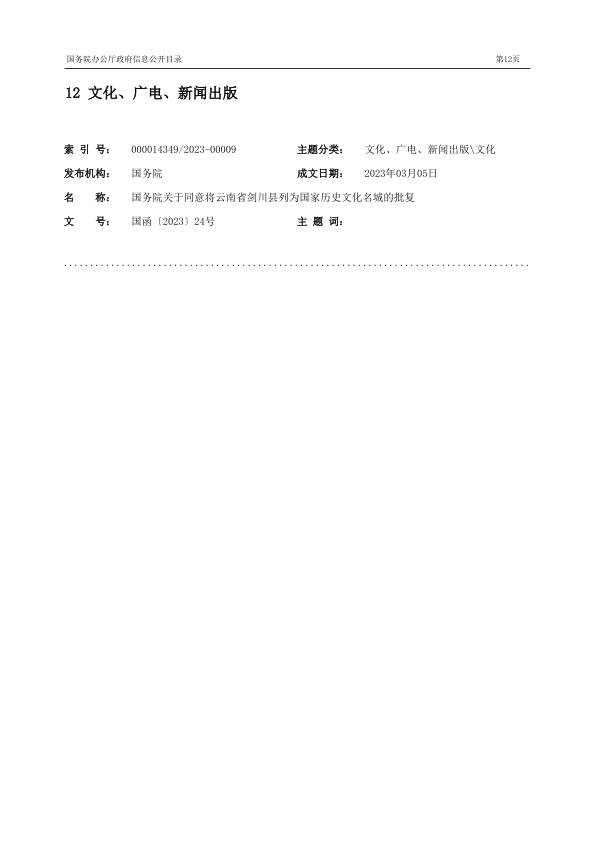 国务院办公厅政府信息公开目录 第12页
12 文化、广电、新闻出版
索 引 号： 000014349/2023-00009 主题分类： 文化、广电、新闻出版\文化
发布机构： 国务院 成文日期： 2023年03月05日
名 称： 国务院关于同意将云南省剑川县列为国家历史文化名城的批复
文 号： 国函〔2023〕24号 主 题 词：